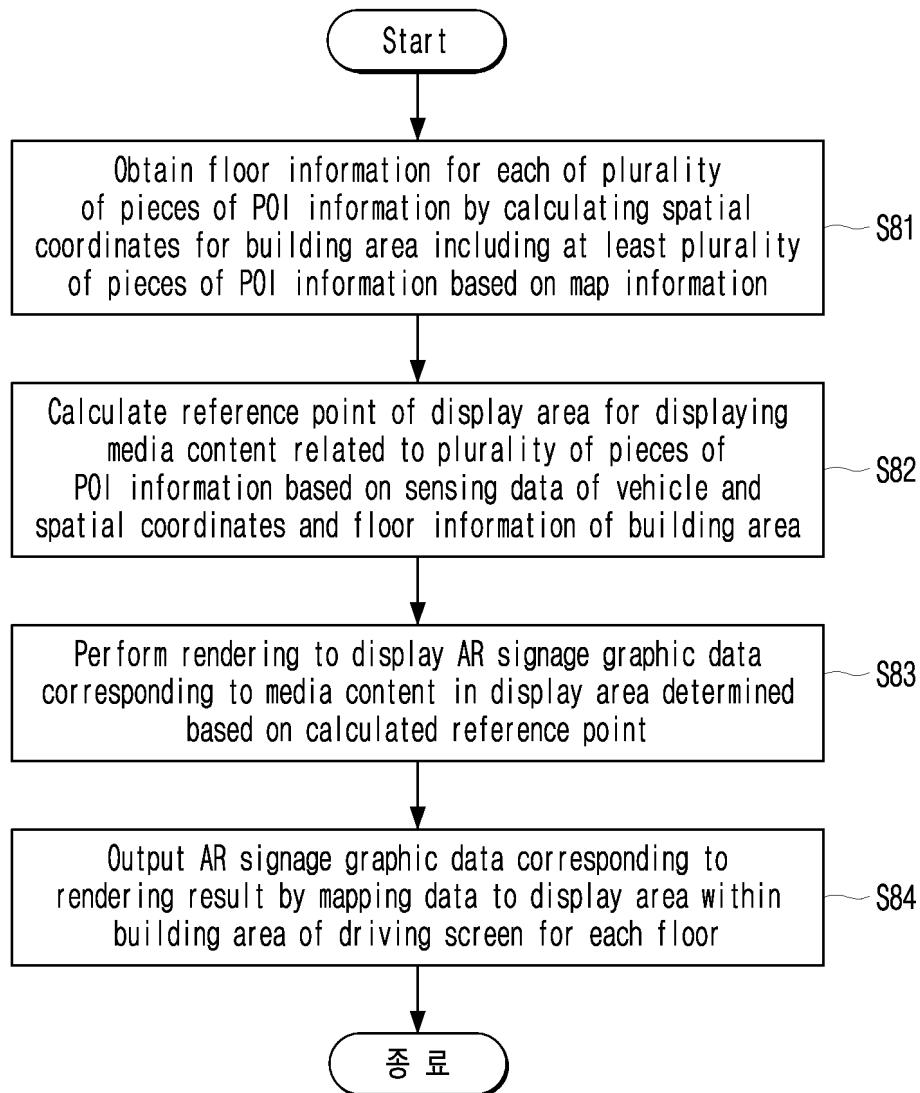 Start
Obtain floor information for each of plurality
of pieces of POI information by calculating spatial
coordinates for building area including at least plurality
of pieces of POI information based on map information
S81
Calculate reference point of display area for displaying
media content related to plurality of pieces of
POI information based on sensing data of vehicle and
spatial coordinates and floor information of building area
S82
Perform rendering to display AR signage graphic data
corresponding to media content in display area determined
based on calculated reference point
S83
Output AR signage graphic data corresponding to
rendering result by mapping data to display area within
building area of driving screen for each floor
S84
종 료